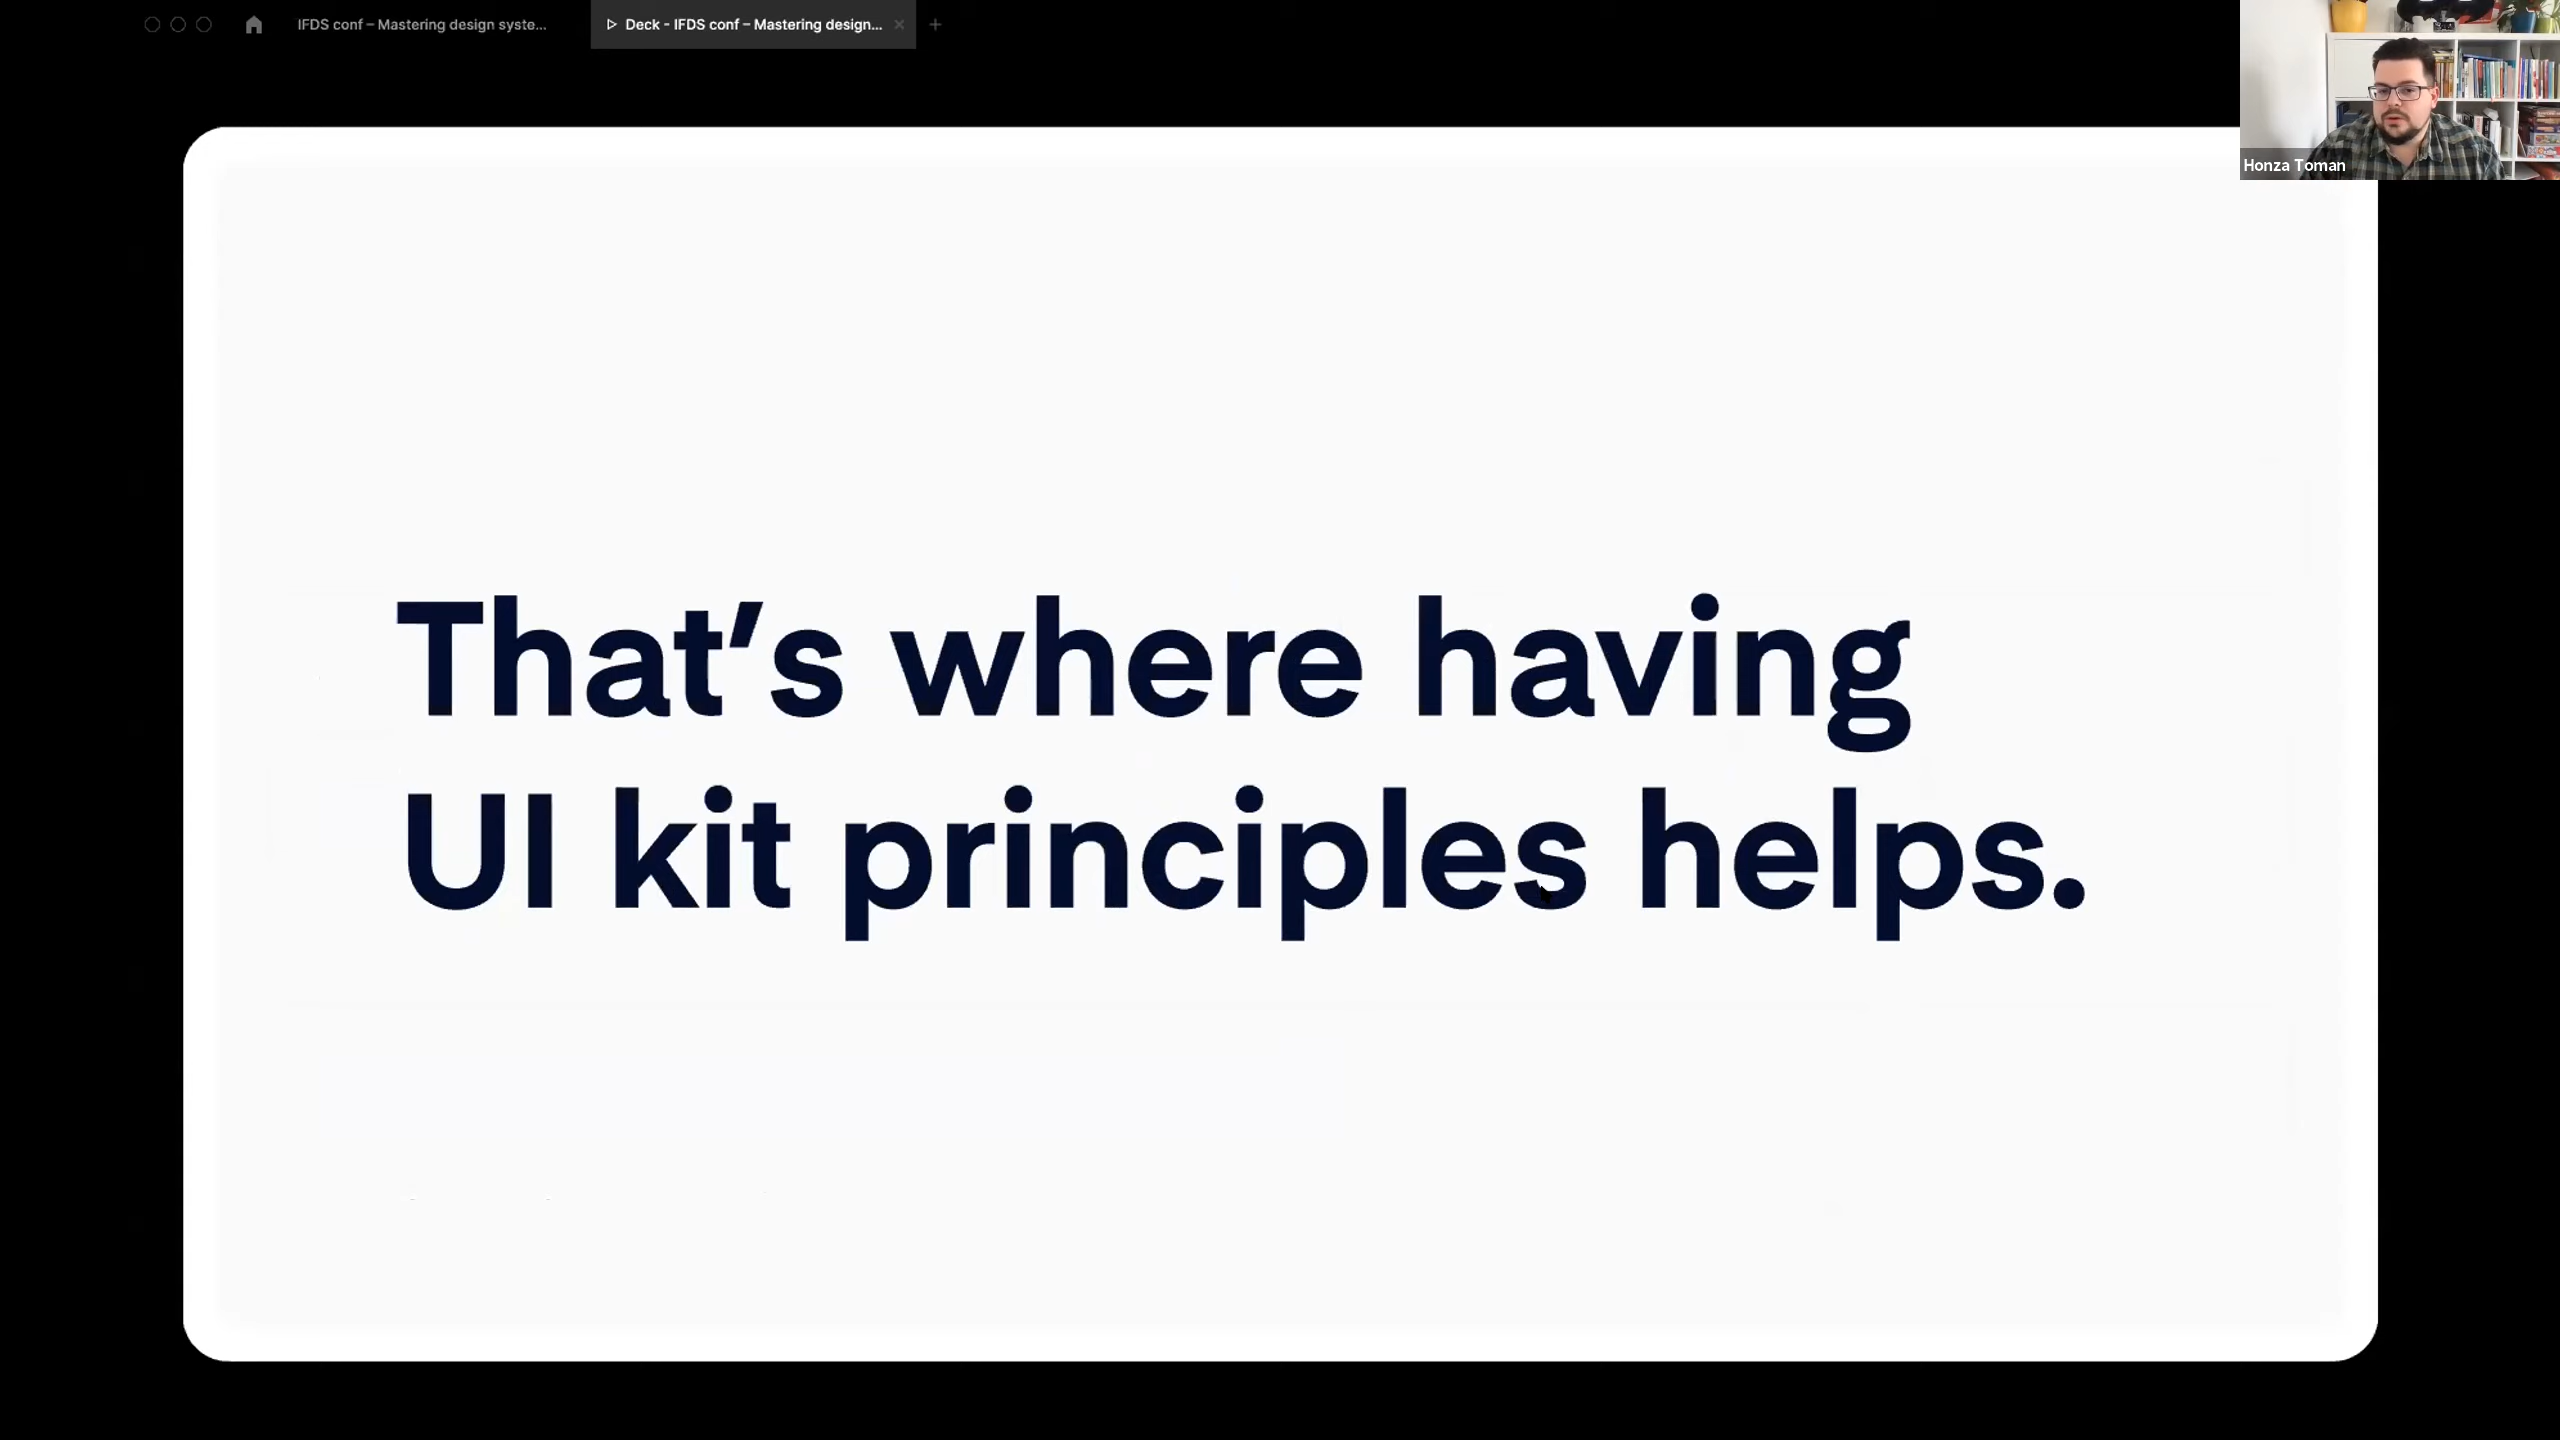 IFDS conf – Mastering design syste...
Deck - IFDS conf – Mastering design...
Honza Toman
That's where having
UI kit principles helps.